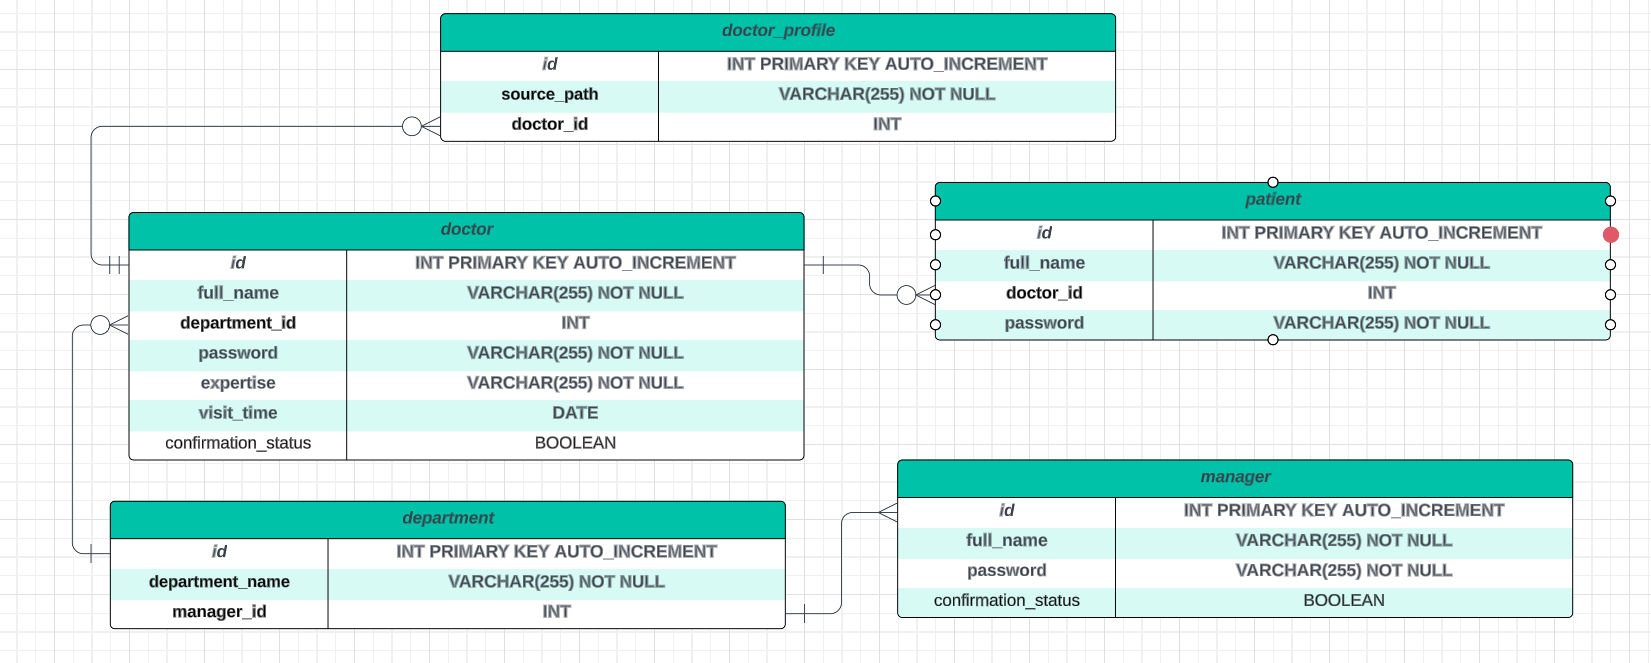 doctor_profile
id INT PRIMARY KEY AUTO_INCREMENT
source_path VARCHAR(255) NOT NULL
doctor_id INT
patient
id INT PRIMARY KEY AUTO_INCREMENT
full_name VARCHAR(255) NOT NULL
doctor_id INT
password VARCHAR(255) NOT NULL
doctor
id INT PRIMARY KEY AUTO_INCREMENT
full_name VARCHAR(255) NOT NULL
department_id INT
password VARCHAR(255) NOT NULL
expertise VARCHAR(255) NOT NULL
visit_time DATE
confirmation_status BOOLEAN
manager
id INT PRIMARY KEY AUTO_INCREMENT
full_name VARCHAR(255) NOT NULL
password VARCHAR(255) NOT NULL
confirmation_status BOOLEAN
department
id INT PRIMARY KEY AUTO_INCREMENT
department_name VARCHAR(255) NOT NULL
manager_id INT